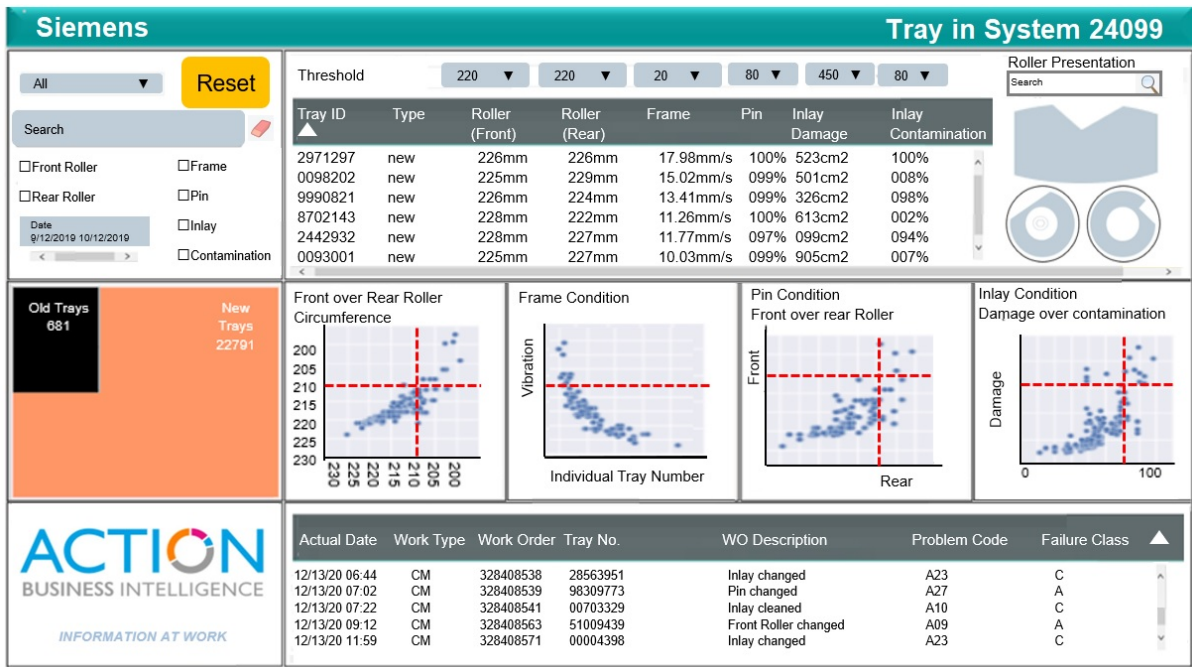 Siemens
Tray in System 24099
All ▼
Reset
Search
Front Roller
Frame
Rear Roller
Pin
Date
9/12/2019 10/12/2019
Inlay
Contamination
Threshold
220 ▼
220 ▼
20 ▼
80 ▼
450 ▼
80 ▼
Tray ID Type Roller (Front) Roller (Rear) Frame Pin Inlay Damage Inlay Contamination
2971297 new 226mm 226mm 17.98mm/s 100% 523cm2 100%
0098202 new 225mm 229mm 15.02mm/s 099% 501cm2 008%
9990821 new 226mm 224mm 13.41mm/s 099% 326cm2 098%
8702143 new 228mm 222mm 11.26mm/s 100% 613cm2 002%
2442932 new 228mm 227mm 11.77mm/s 097% 099cm2 094%
0093001 new 225mm 227mm 10.03mm/s 099% 905cm2 007%
Roller Presentation
Search
Old Trays
681
New
Trays
22791
Front over Rear Roller
Circumference
200
205
210
215
220
225
230
230 225 220 215 210 205 200
Frame Condition
Vibration
Individual Tray Number
Pin Condition
Front over rear Roller
Front
Rear
Inlay Condition
Damage over contamination
Damage
0 100
ACTION
BUSINESS INTELLIGENCE
INFORMATION AT WORK
Actual Date Work Type Work Order Tray No. WO Description Problem Code Failure Class
12/13/20 06:44 CM 328408538 28563951 Inlay changed A23 C
12/13/20 07:02 CM 328408539 98309773 Pin changed A27 A
12/13/20 07:22 CM 328408541 00703329 Inlay cleaned A10 C
12/13/20 09:12 CM 328408563 51009439 Front Roller changed A09 A
12/13/20 11:59 CM 328408571 00004398 Inlay changed A23 C